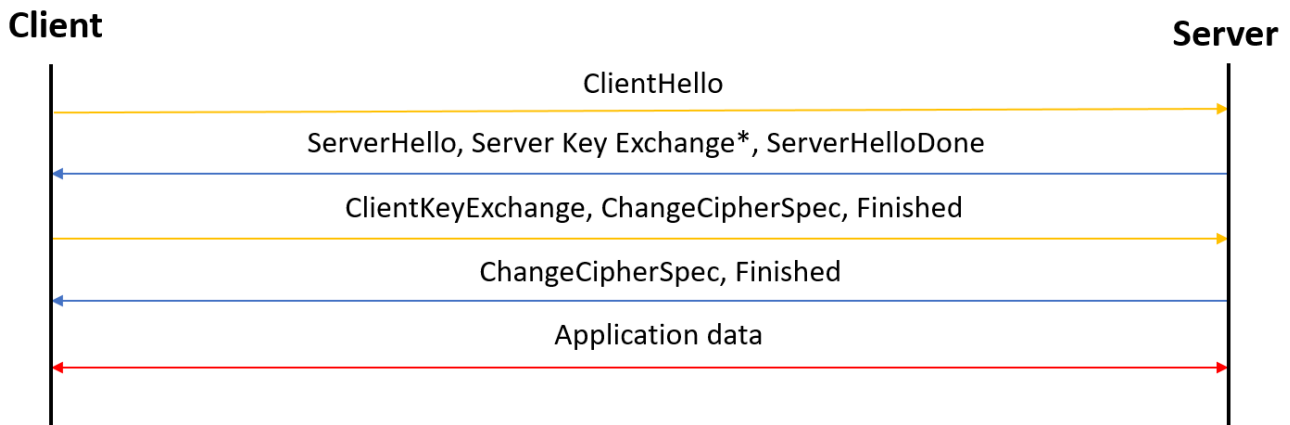 Client
Server
ClientHello
ServerHello, Server Key Exchange*, ServerHelloDone
ClientKeyExchange, ChangeCipherSpec, Finished
ChangeCipherSpec, Finished
Application data